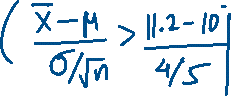 ( (x̄ - μ)/(σ/√n) > (11.2 - 10)/(4/5) |